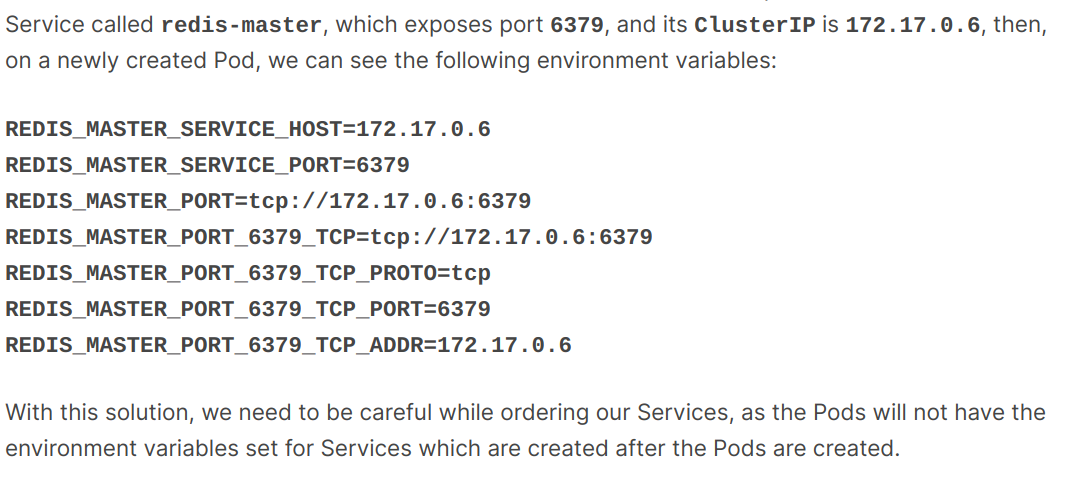 Service called redis-master, which exposes port 6379, and its ClusterIP is 172.17.0.6, then,
on a newly created Pod, we can see the following environment variables:
REDIS_MASTER_SERVICE_HOST=172.17.0.6
REDIS_MASTER_SERVICE_PORT=6379
REDIS_MASTER_PORT=tcp://172.17.0.6:6379
REDIS_MASTER_PORT_6379_TCP=tcp://172.17.0.6:6379
REDIS_MASTER_PORT_6379_TCP_PROTO=tcp
REDIS_MASTER_PORT_6379_TCP_PORT=6379
REDIS_MASTER_PORT_6379_TCP_ADDR=172.17.0.6
With this solution, we need to be careful while ordering our Services, as the Pods will not have the
environment variables set for Services which are created after the Pods are created.